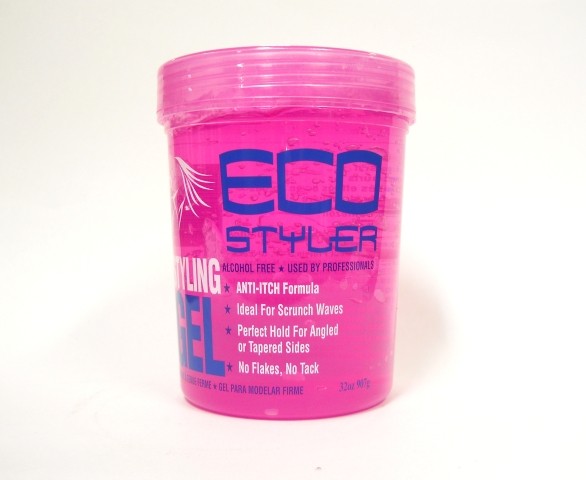 ECO
STYLER
ALCOHOL FREE ★ USED BY PROFESSIONALS
STYLING
GEL
★ ANTI-ITCH Formula
★ Ideal For Scrunch Waves
★ Perfect Hold For Angled
or Tapered Sides
★ No Flakes, No Tack
FERME ★ GEL PARA MODELAR FIRME
32oz 907g